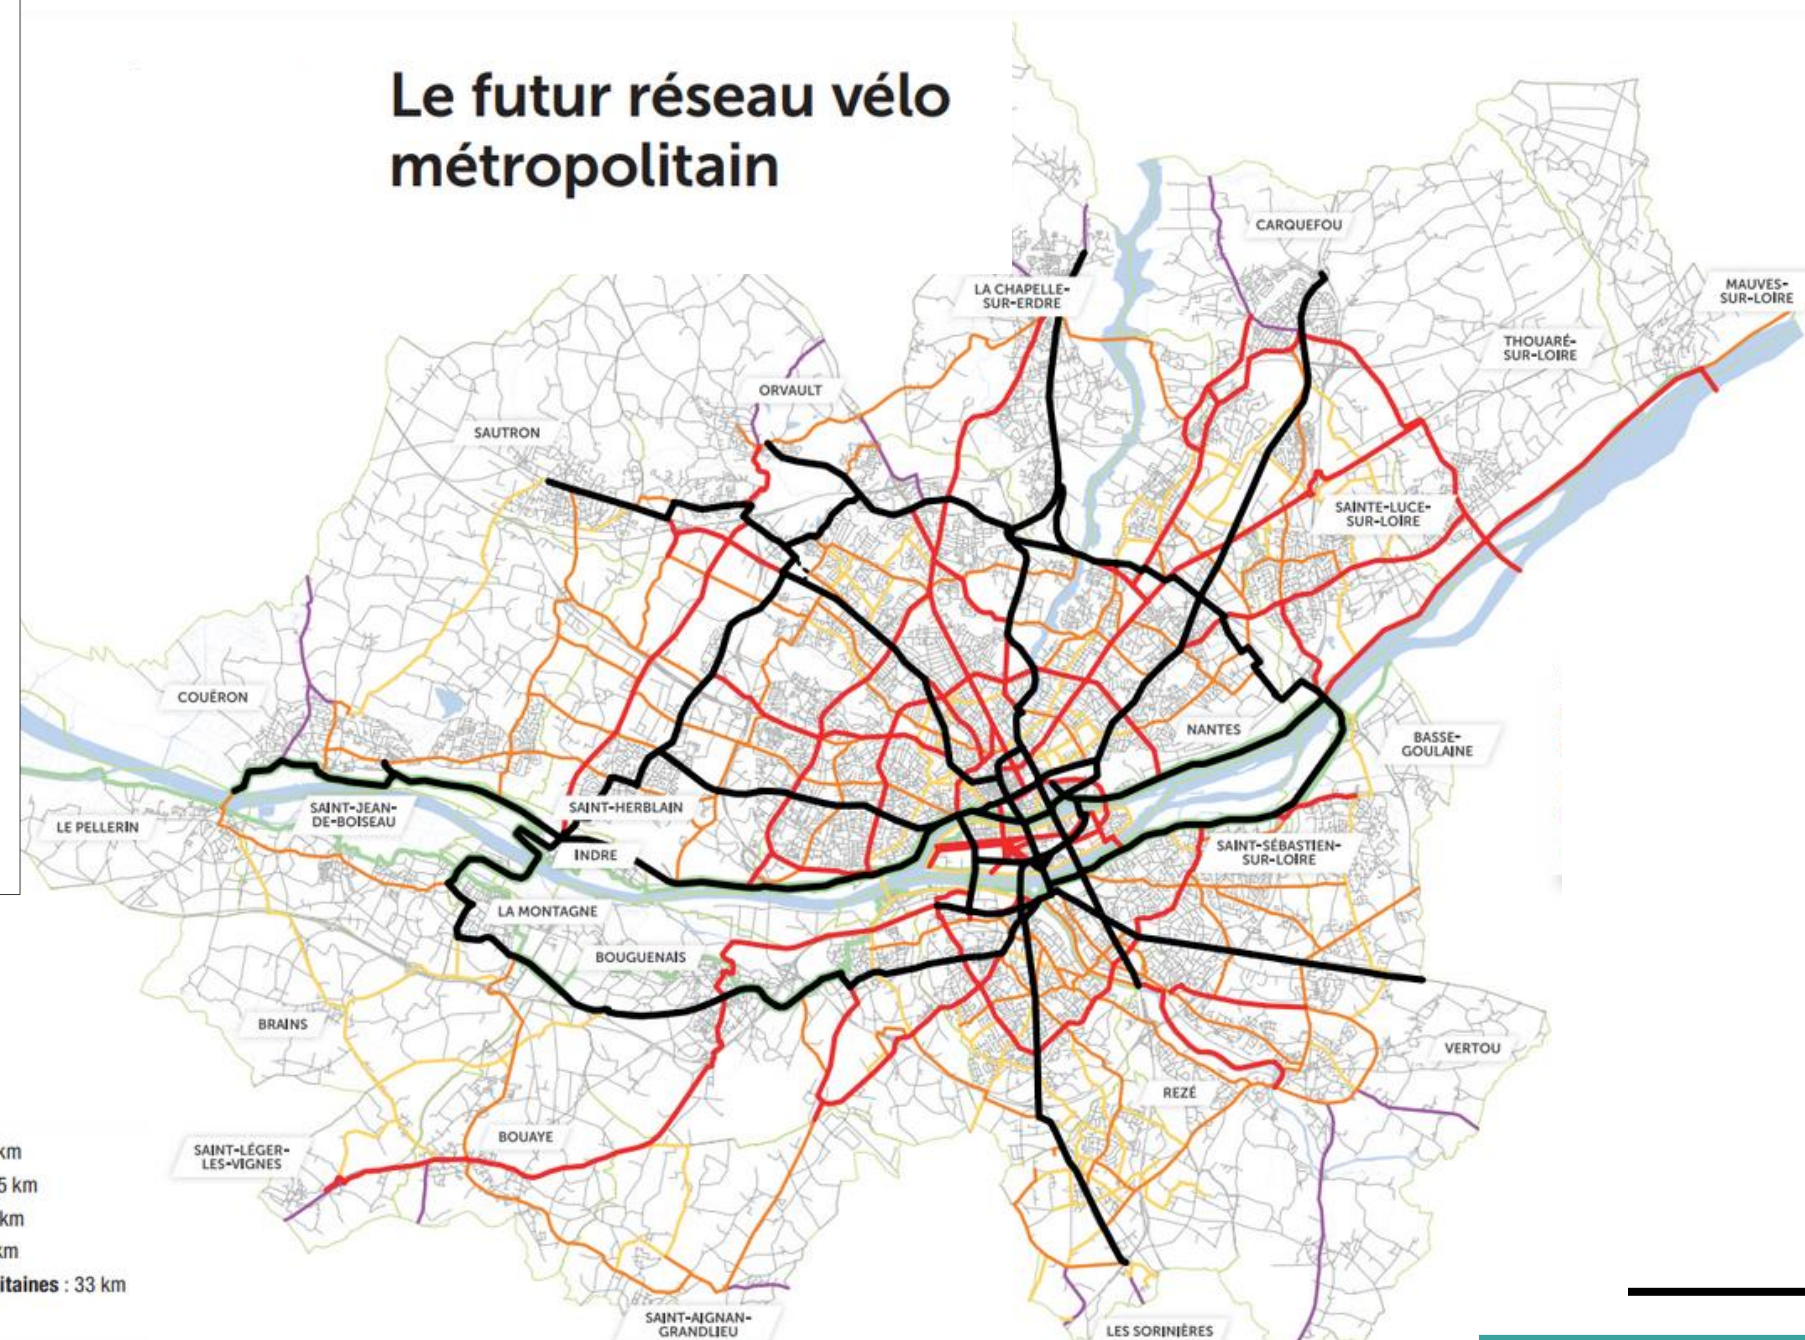 Le futur réseau vélo
métropolitain
CARQUEFOU
LA CHAPELLE-
SUR-ERDRE
MAUVES-
SUR-LOIRE
THOUARÉ-
SUR-LOIRE
ORVAULT
SAUTRON
SAINTE-LUCE-
SUR-LOIRE
COUËRON
NANTES
BASSE-
GOULAINE
SAINT-JEAN-
DE-BOISEAU
SAINT-HERBLAIN
LE PELLERIN
INDRE
SAINT-SÉBASTIEN-
SUR-LOIRE
LA MONTAGNE
BOUGUENAIS
BRAINS
VERTOU
REZÉ
BOUAYE
SAINT-LÉGER-
LES-VIGNES
km
5 km
km
km
itaines : 33 km
SAINT-AIGNAN-
GRANDLIEU
LES SORINIÈRES